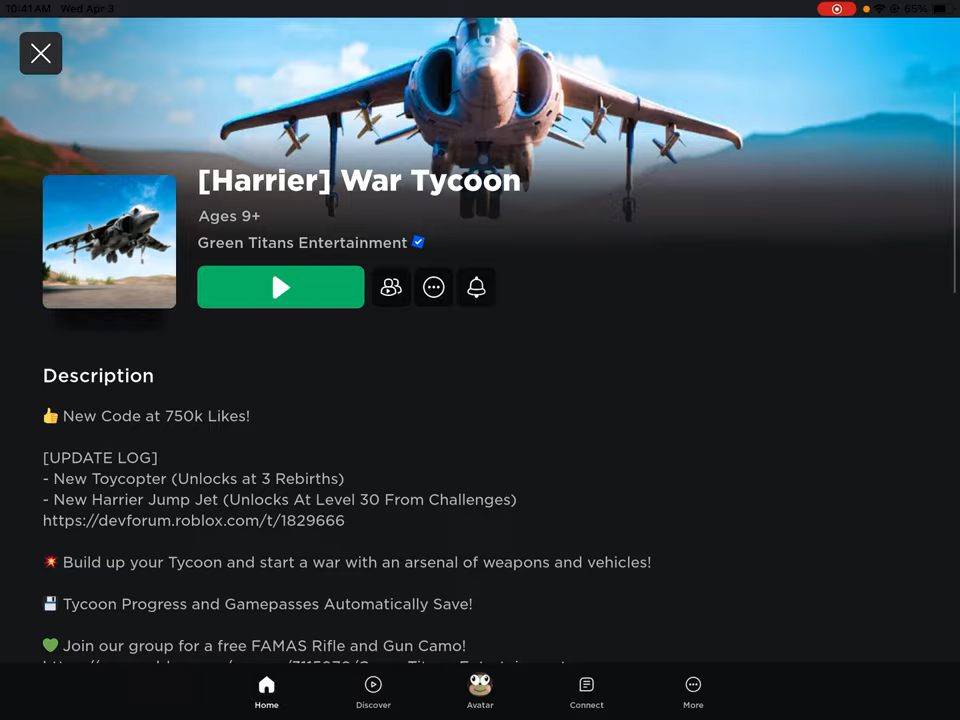 10:41 AM Wed Apr 3
65%
[Harrier] War Tycoon
Ages 9+
Green Titans Entertainment
Description
👍 New Code at 750k Likes!
[UPDATE LOG]
- New Toycopter (Unlocks at 3 Rebirths)
- New Harrier Jump Jet (Unlocks At Level 30 From Challenges)
https://devforum.roblox.com/t/1829666
💥 Build up your Tycoon and start a war with an arsenal of weapons and vehicles!
💾 Tycoon Progress and Gamepasses Automatically Save!
💚 Join our group for a free FAMAS Rifle and Gun Camo!
Home
Discover
Avatar
Connect
More